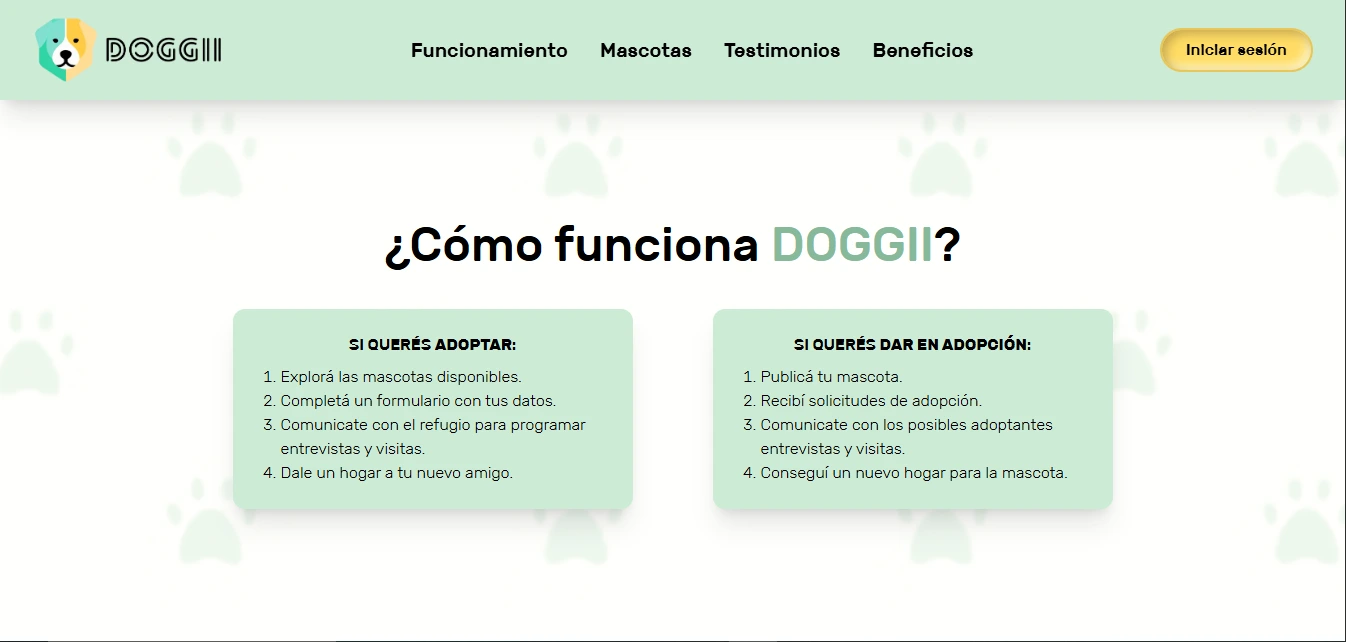 DOGGII
Funcionamiento Mascotas Testimonios Beneficios
Iniciar sesión
¿Cómo funciona DOGGII?
SI QUERÉS ADOPTAR:
1. Explorá las mascotas disponibles.
2. Completá un formulario con tus datos.
3. Comunicate con el refugio para programar
entrevistas y visitas.
4. Dale un hogar a tu nuevo amigo.
SI QUERÉS DAR EN ADOPCIÓN:
1. Publicá tu mascota.
2. Recibí solicitudes de adopción.
3. Comunicate con los posibles adoptantes
entrevistas y visitas.
4. Conseguí un nuevo hogar para la mascota.